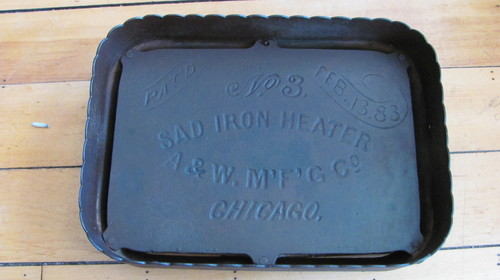 PAT'D
No 3.
FEB. 13. 83
SAD IRON HEATER
A & W. M'F'G Co
CHICAGO.